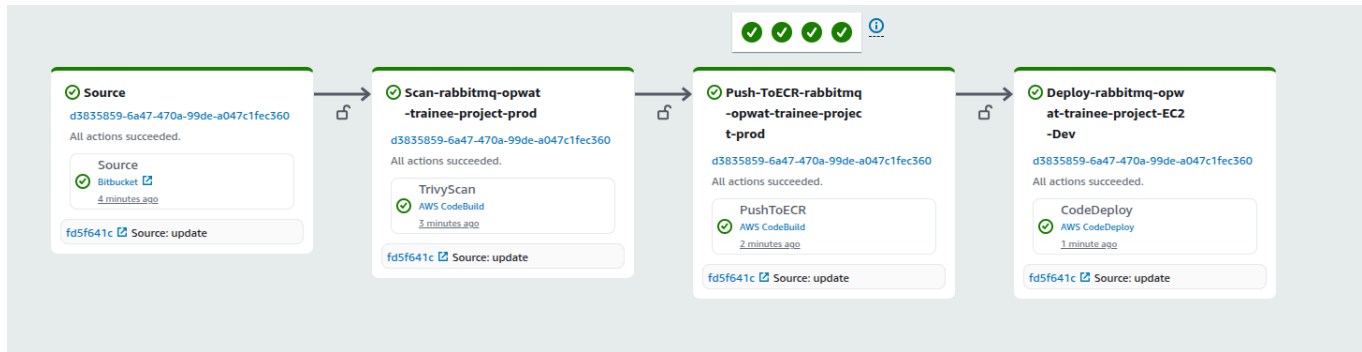 Source
d3835859-6a47-470a-99de-a047c1fec360
All actions succeeded.
Source
Bitbucket
4 minutes ago
fd5f641c Source: update
Scan-rabbitmq-opwat
-trainee-project-prod
d3835859-6a47-470a-99de-a047c1fec360
All actions succeeded.
TrivyScan
AWS CodeBuild
3 minutes ago
fd5f641c Source: update
Push-ToECR-rabbitmq
-opwat-trainee-projec
t-prod
d3835859-6a47-470a-99de-a047c1fec360
All actions succeeded.
PushToECR
AWS CodeBuild
2 minutes ago
fd5f641c Source: update
Deploy-rabbitmq-opw
at-trainee-project-EC2
-Dev
d3835859-6a47-470a-99de-a047c1fec360
All actions succeeded.
CodeDeploy
AWS CodeDeploy
1 minute ago
fd5f641c Source: update